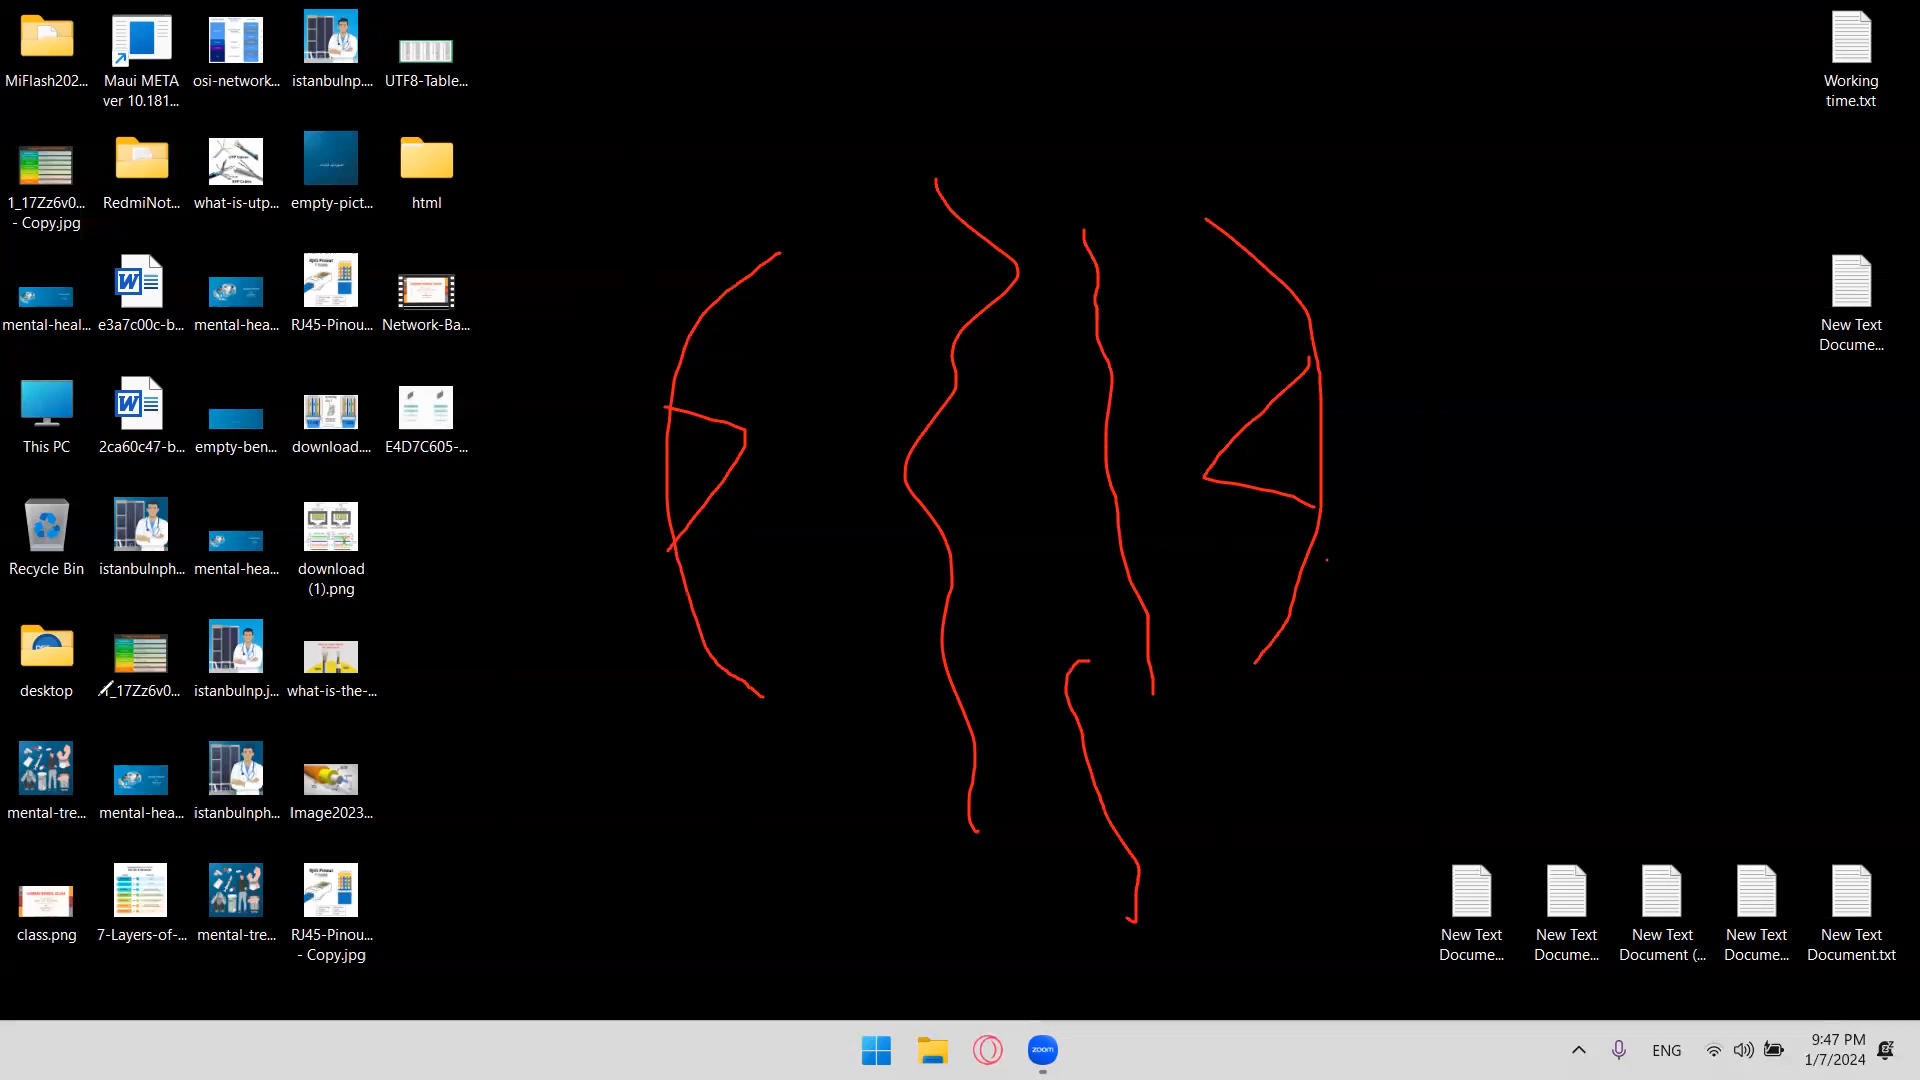 MiFlash202...
Maui META
ver 10.181...
osi-network...
istanbulnp....
UTF8-Table...
Working
time.txt
1_17Zz6v0...
- Copy.jpg
RedmiNot...
what-is-utp...
empty-pict...
html
mental-heal...
e3a7c00c-b...
mental-hea...
RJ45-Pinou...
Network-Ba...
New Text
Docume...
This PC
2ca60c47-b...
empty-ben...
download....
E4D7C605-...
Recycle Bin
istanbulnph...
mental-hea...
download
(1).png
desktop
1_17Zz6v0...
istanbulnp.j...
what-is-the-...
mental-tre...
mental-hea...
istanbulnph...
Image2023...
class.png
7-Layers-of-...
mental-tre...
RJ45-Pinou...
- Copy.jpg
New Text
Docume...
New Text
Docume...
New Text
Document (...
New Text
Docume...
New Text
Document.txt
zoom
ENG
9:47 PM
1/7/2024